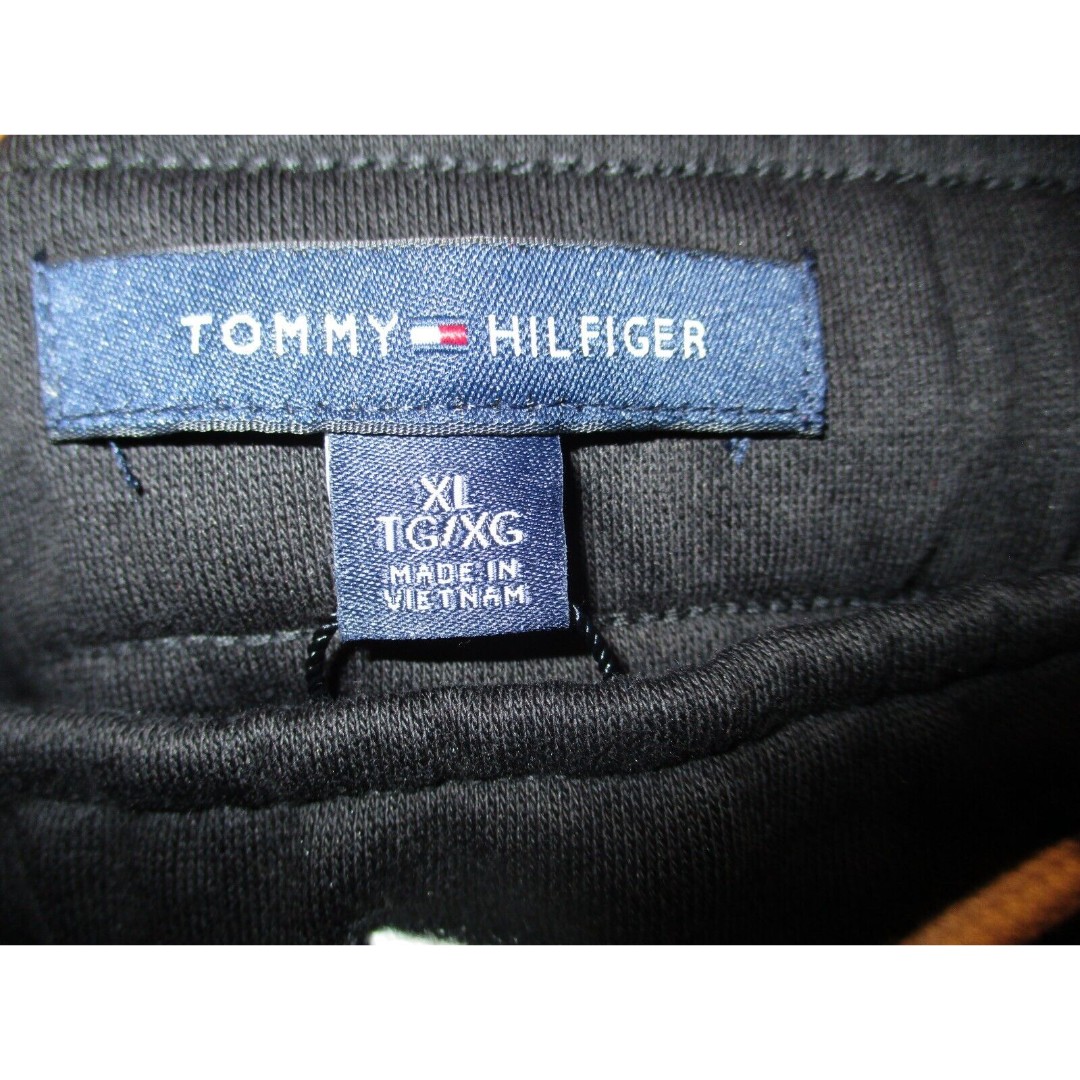 TOMMY HILFIGER
XL
TG/XG
MADE IN
VIETNAM